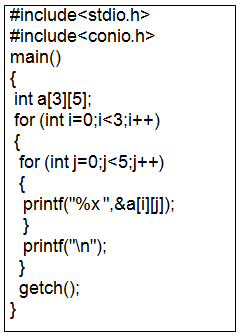 #include<stdio.h>
#include<conio.h>
main()
{
int a[3][5];
for (int i=0;i<3;i++)
{
for (int j=0;j<5;j++)
{
printf("%x ",&a[i][j]);
}
printf("\n");
}
getch();
}